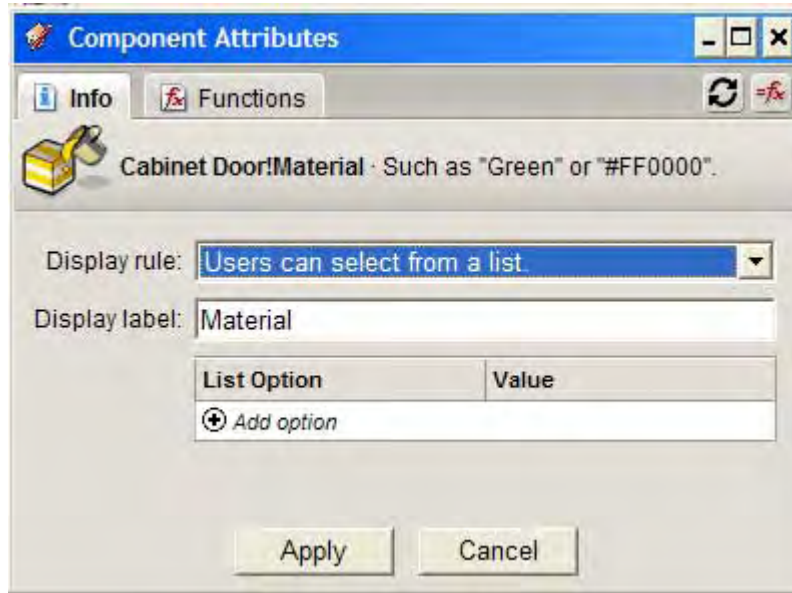 Component Attributes
Info
Functions
=fx
Cabinet Door!Material · Such as "Green" or "#FF0000".
Display rule: Users can select from a list.
Display label: Material
List Option Value
Add option
Apply Cancel